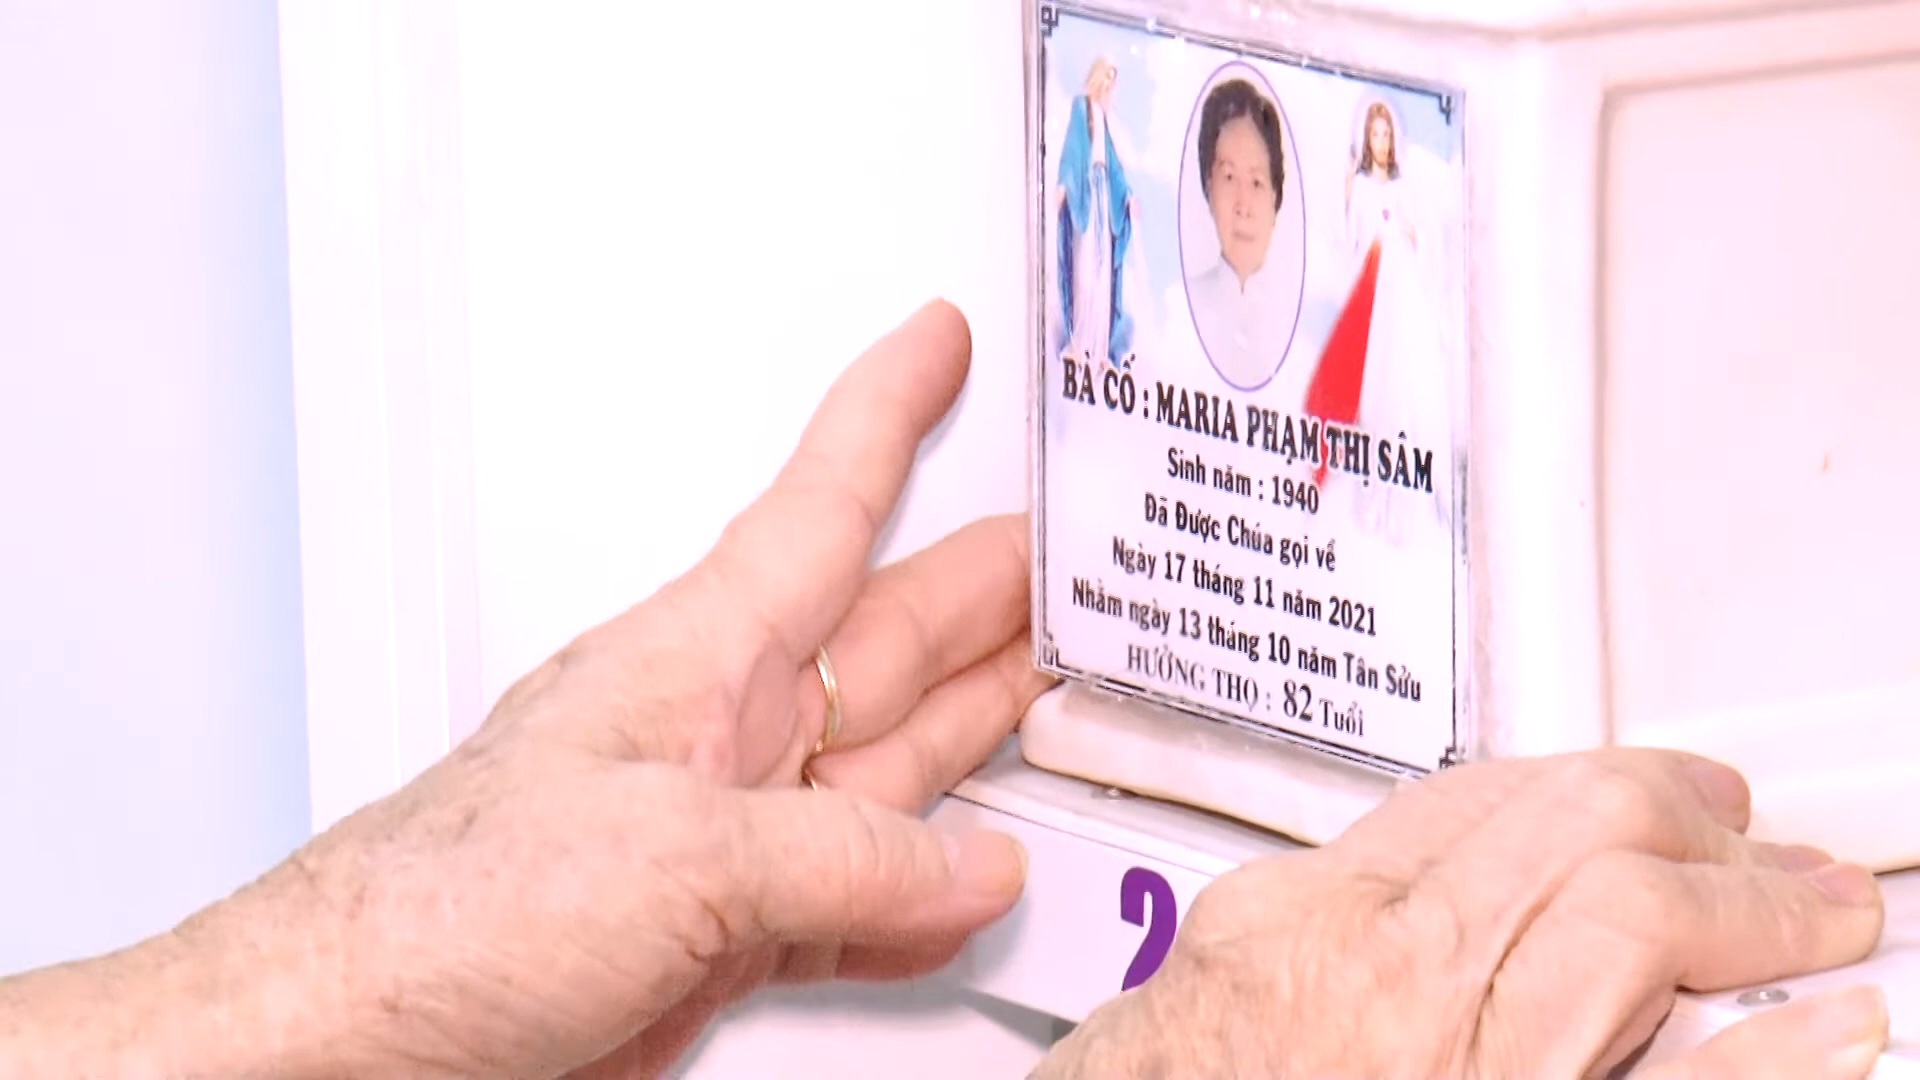 BÀ CỐ : MARIA PHẠM THỊ SÂM
Sinh năm : 1940
Đã Được Chúa gọi về
Ngày 17 tháng 11 năm 2021
Nhằm ngày 13 tháng 10 năm Tân Sửu
HƯỞNG THỌ : 82 Tuổi
2